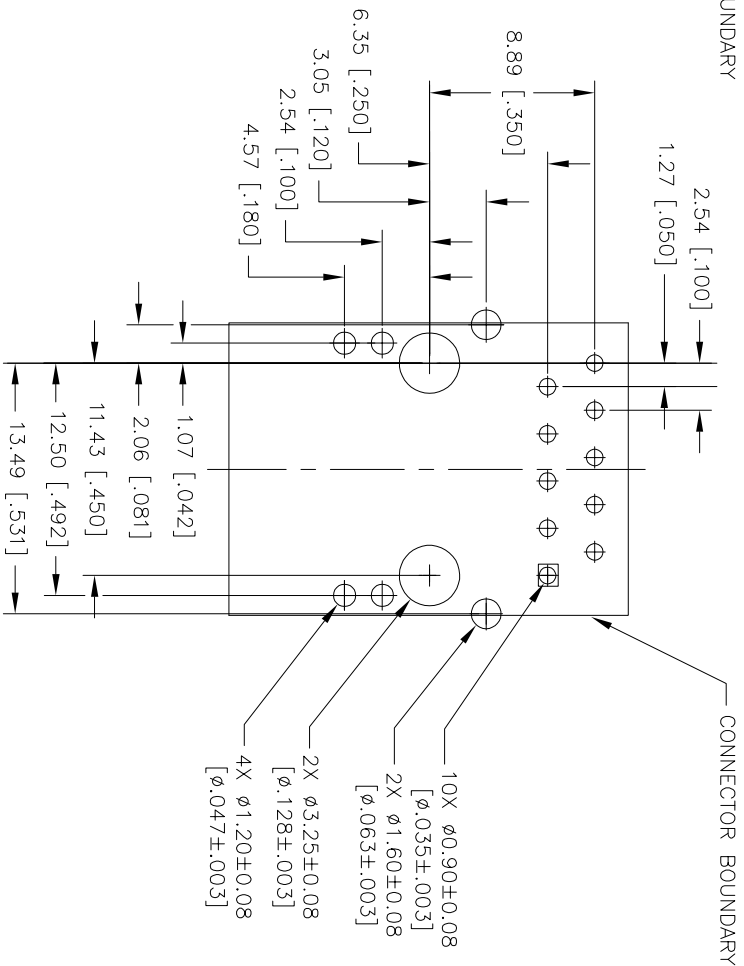 UNDARY
CONNECTOR BOUNDARY
2.54 [.100]
1.27 [.050]
8.89 [.350]
6.35 [.250]
3.05 [.120]
2.54 [.100]
4.57 [.180]
10X ø0.90±0.08
[ø.035±.003]
2X ø1.60±0.08
[ø.063±.003]
2X ø3.25±0.08
[ø.128±.003]
4X ø1.20±0.08
[ø.047±.003]
1.07 [.042]
2.06 [.081]
11.43 [.450]
12.50 [.492]
13.49 [.531]